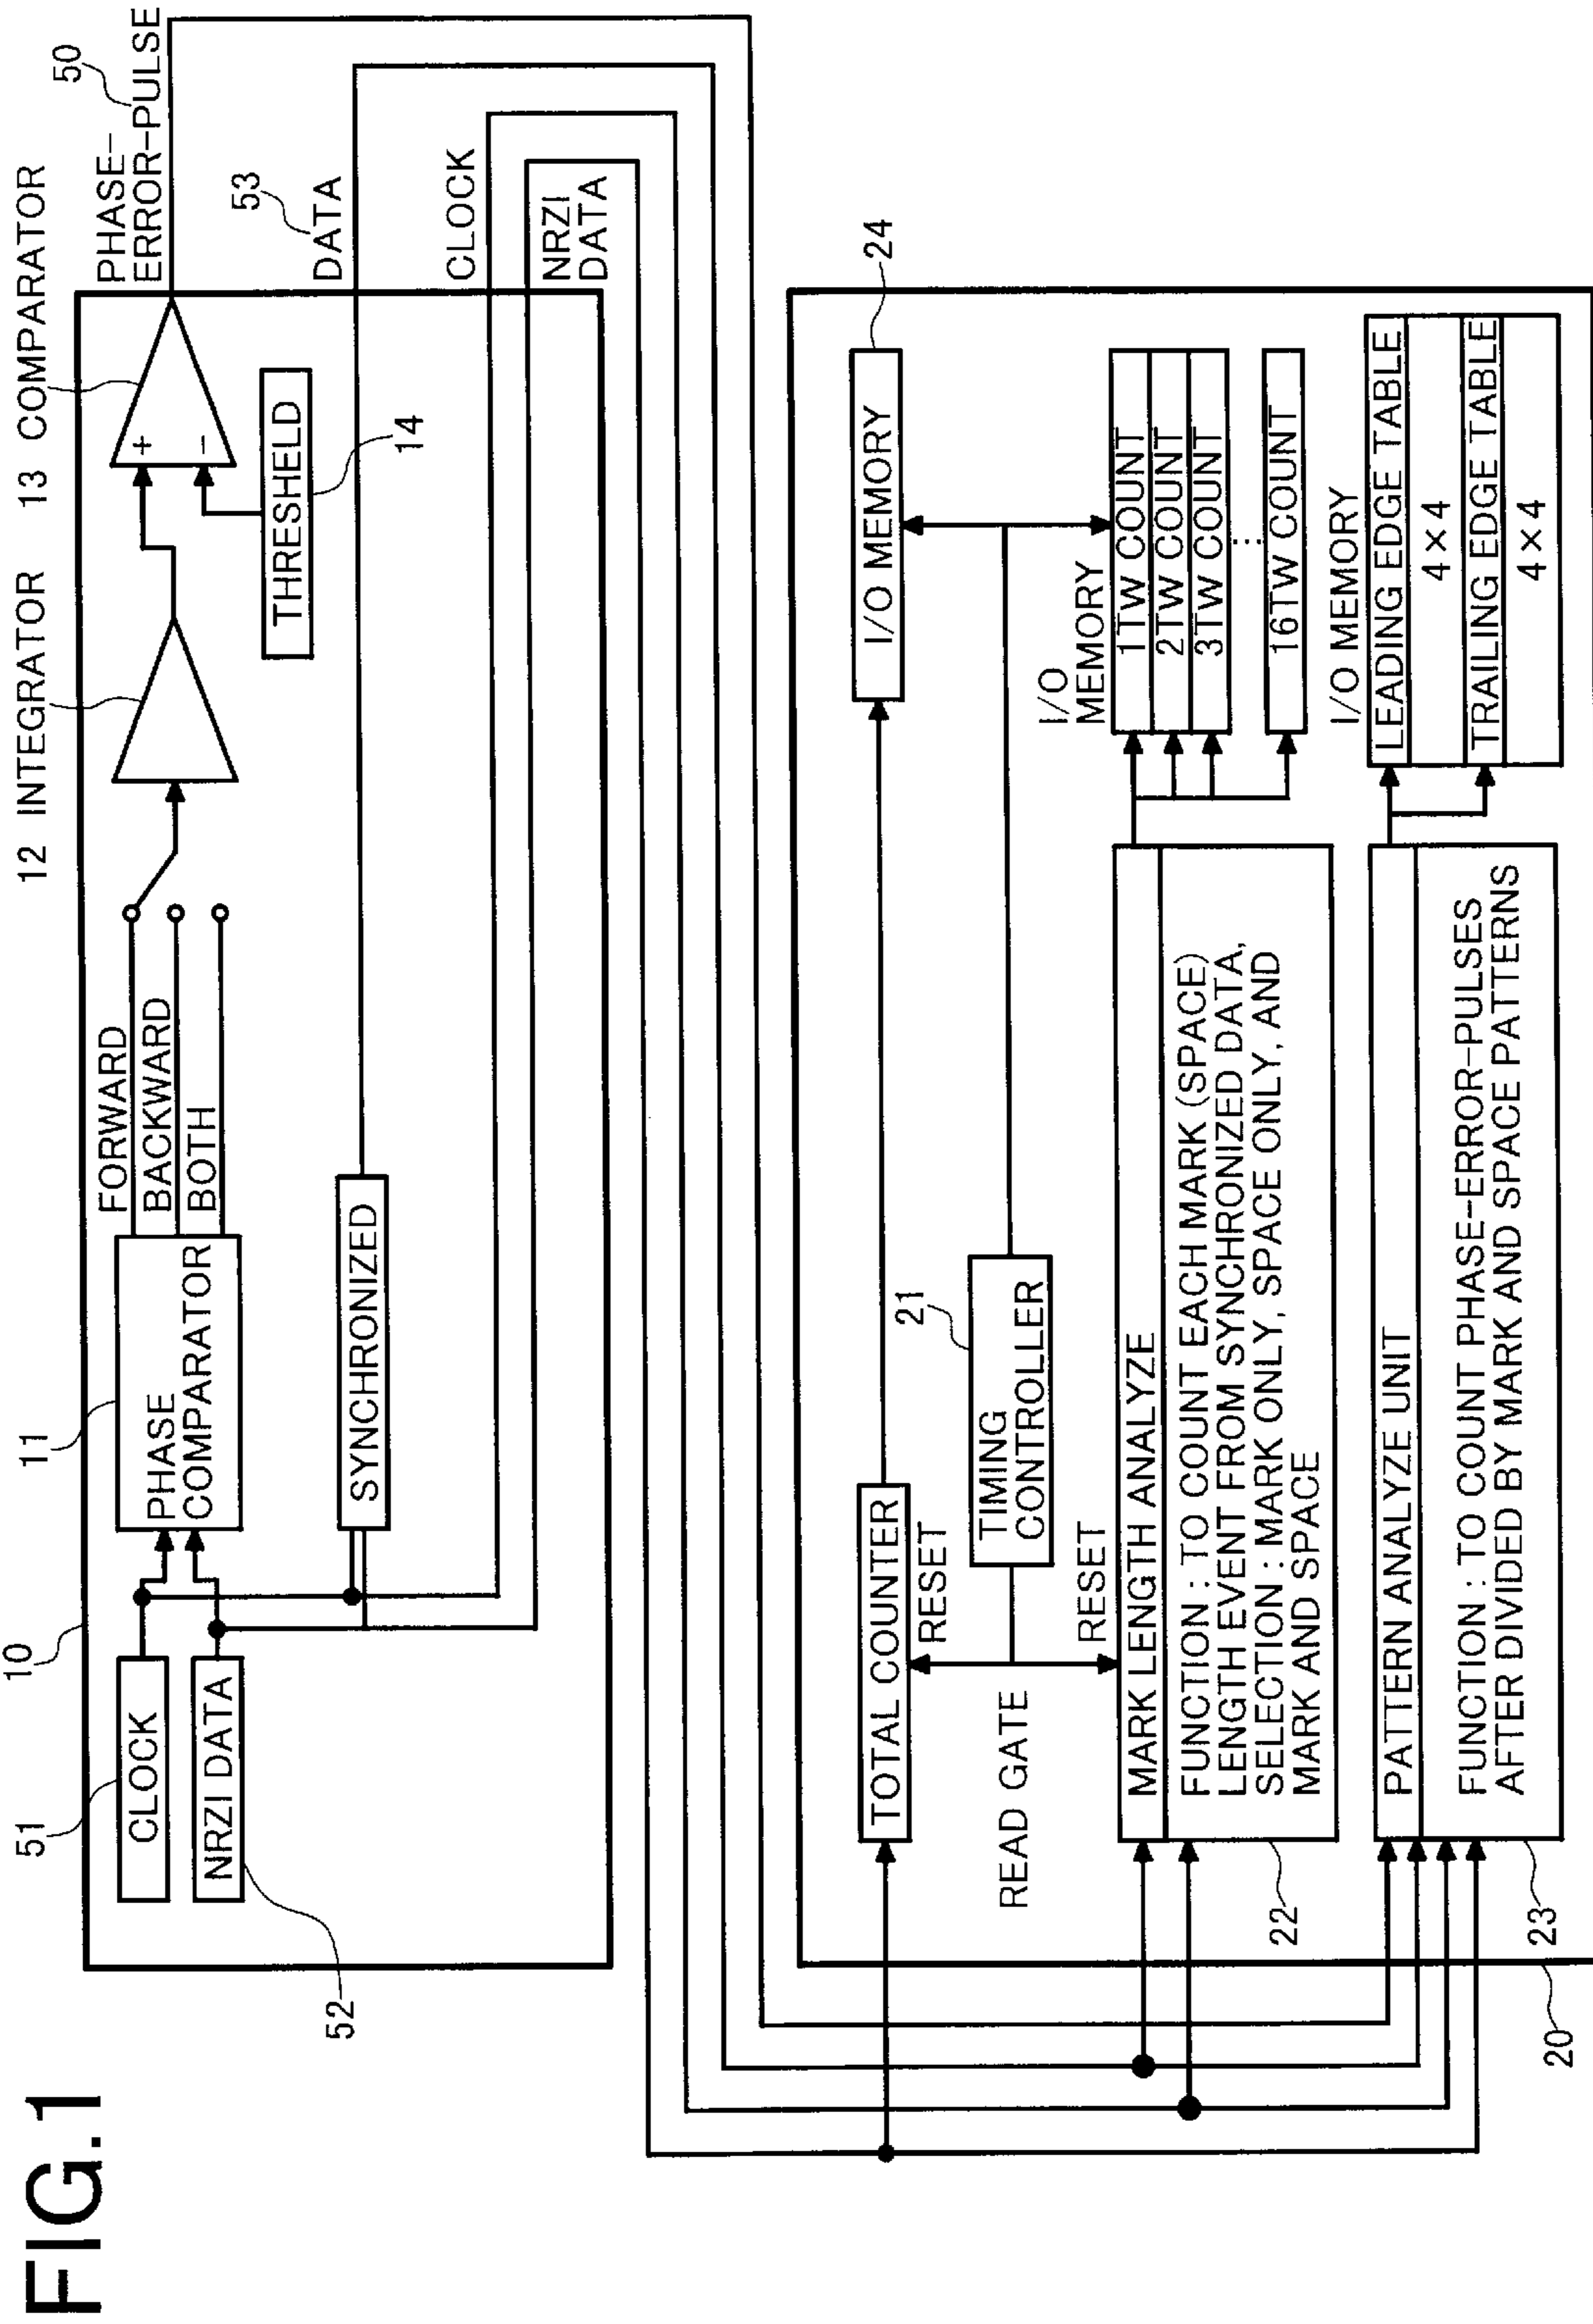 FIG.1
10
11
12 INTEGRATOR
13 COMPARATOR
51
CLOCK
NRZI DATA
52
PHASE
COMPARATOR
FORWARD
BACKWARD
BOTH
+
−
THRESHELD
14
SYNCHRONIZED
PHASE-
ERROR-PULSE
50
DATA
53
CLOCK
NRZI
DATA
TOTAL COUNTER
RESET
I/O MEMORY
24
READ GATE
TIMING
CONTROLLER
21
RESET
MARK LENGTH ANALYZE
FUNCTION : TO COUNT EACH MARK (SPACE)
LENGTH EVENT FROM SYNCHRONIZED DATA,
SELECTION : MARK ONLY, SPACE ONLY, AND
MARK AND SPACE
22
I/O
MEMORY
1TW COUNT
2TW COUNT
3TW COUNT
...
16TW COUNT
PATTERN ANALYZE UNIT
FUNCTION : TO COUNT PHASE-ERROR-PULSES
AFTER DIVIDED BY MARK AND SPACE PATTERNS
23
I/O MEMORY
LEADING EDGE TABLE
4×4
TRAILING EDGE TABLE
4×4
20